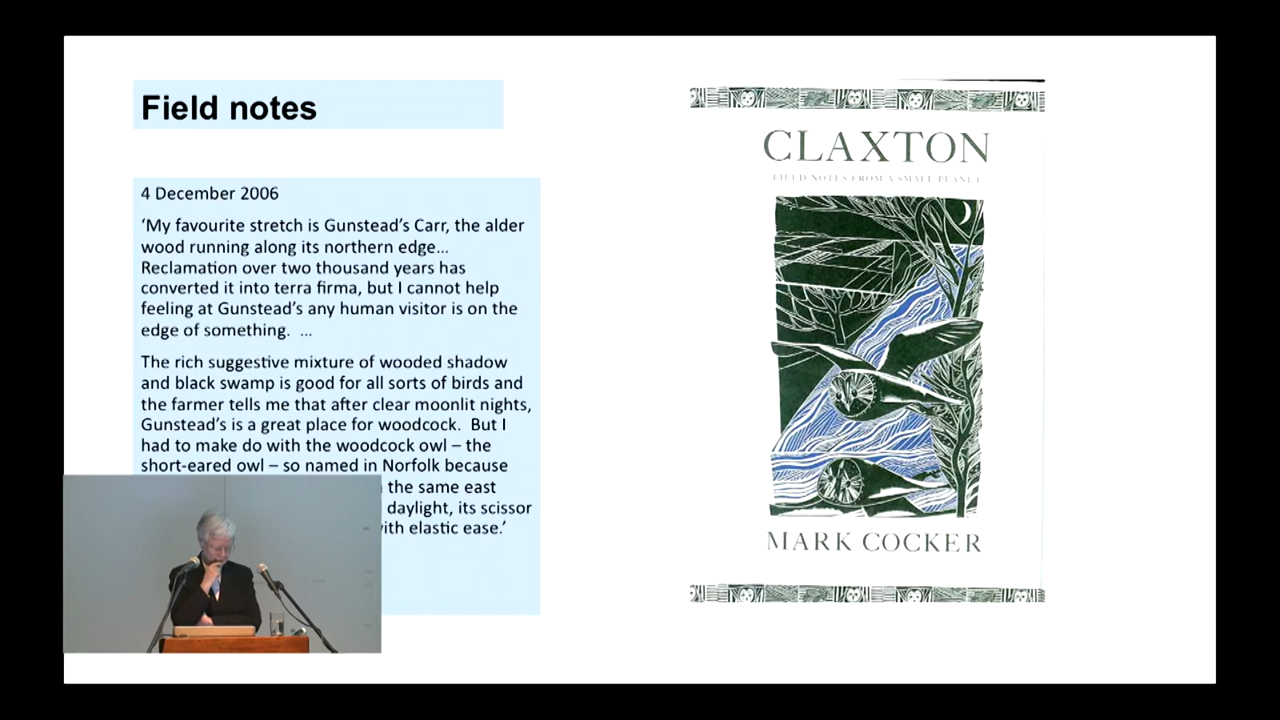 Field notes
4 December 2006
‘My favourite stretch is Gunstead’s Carr, the alder
wood running along its northern edge…
Reclamation over two thousand years has
converted it into terra firma, but I cannot help
feeling at Gunstead’s any human visitor is on the
edge of something.  …
The rich suggestive mixture of wooded shadow
and black swamp is good for all sorts of birds and
the farmer tells me that after clear moonlit nights,
Gunstead’s is a great place for woodcock.  But I
had to make do with the woodcock owl – the
short-eared owl – so named in Norfolk because
the same east
daylight, its scissor
with elastic ease.’
CLAXTON
FIELD NOTES FROM A SMALL PLANET
MARK COCKER